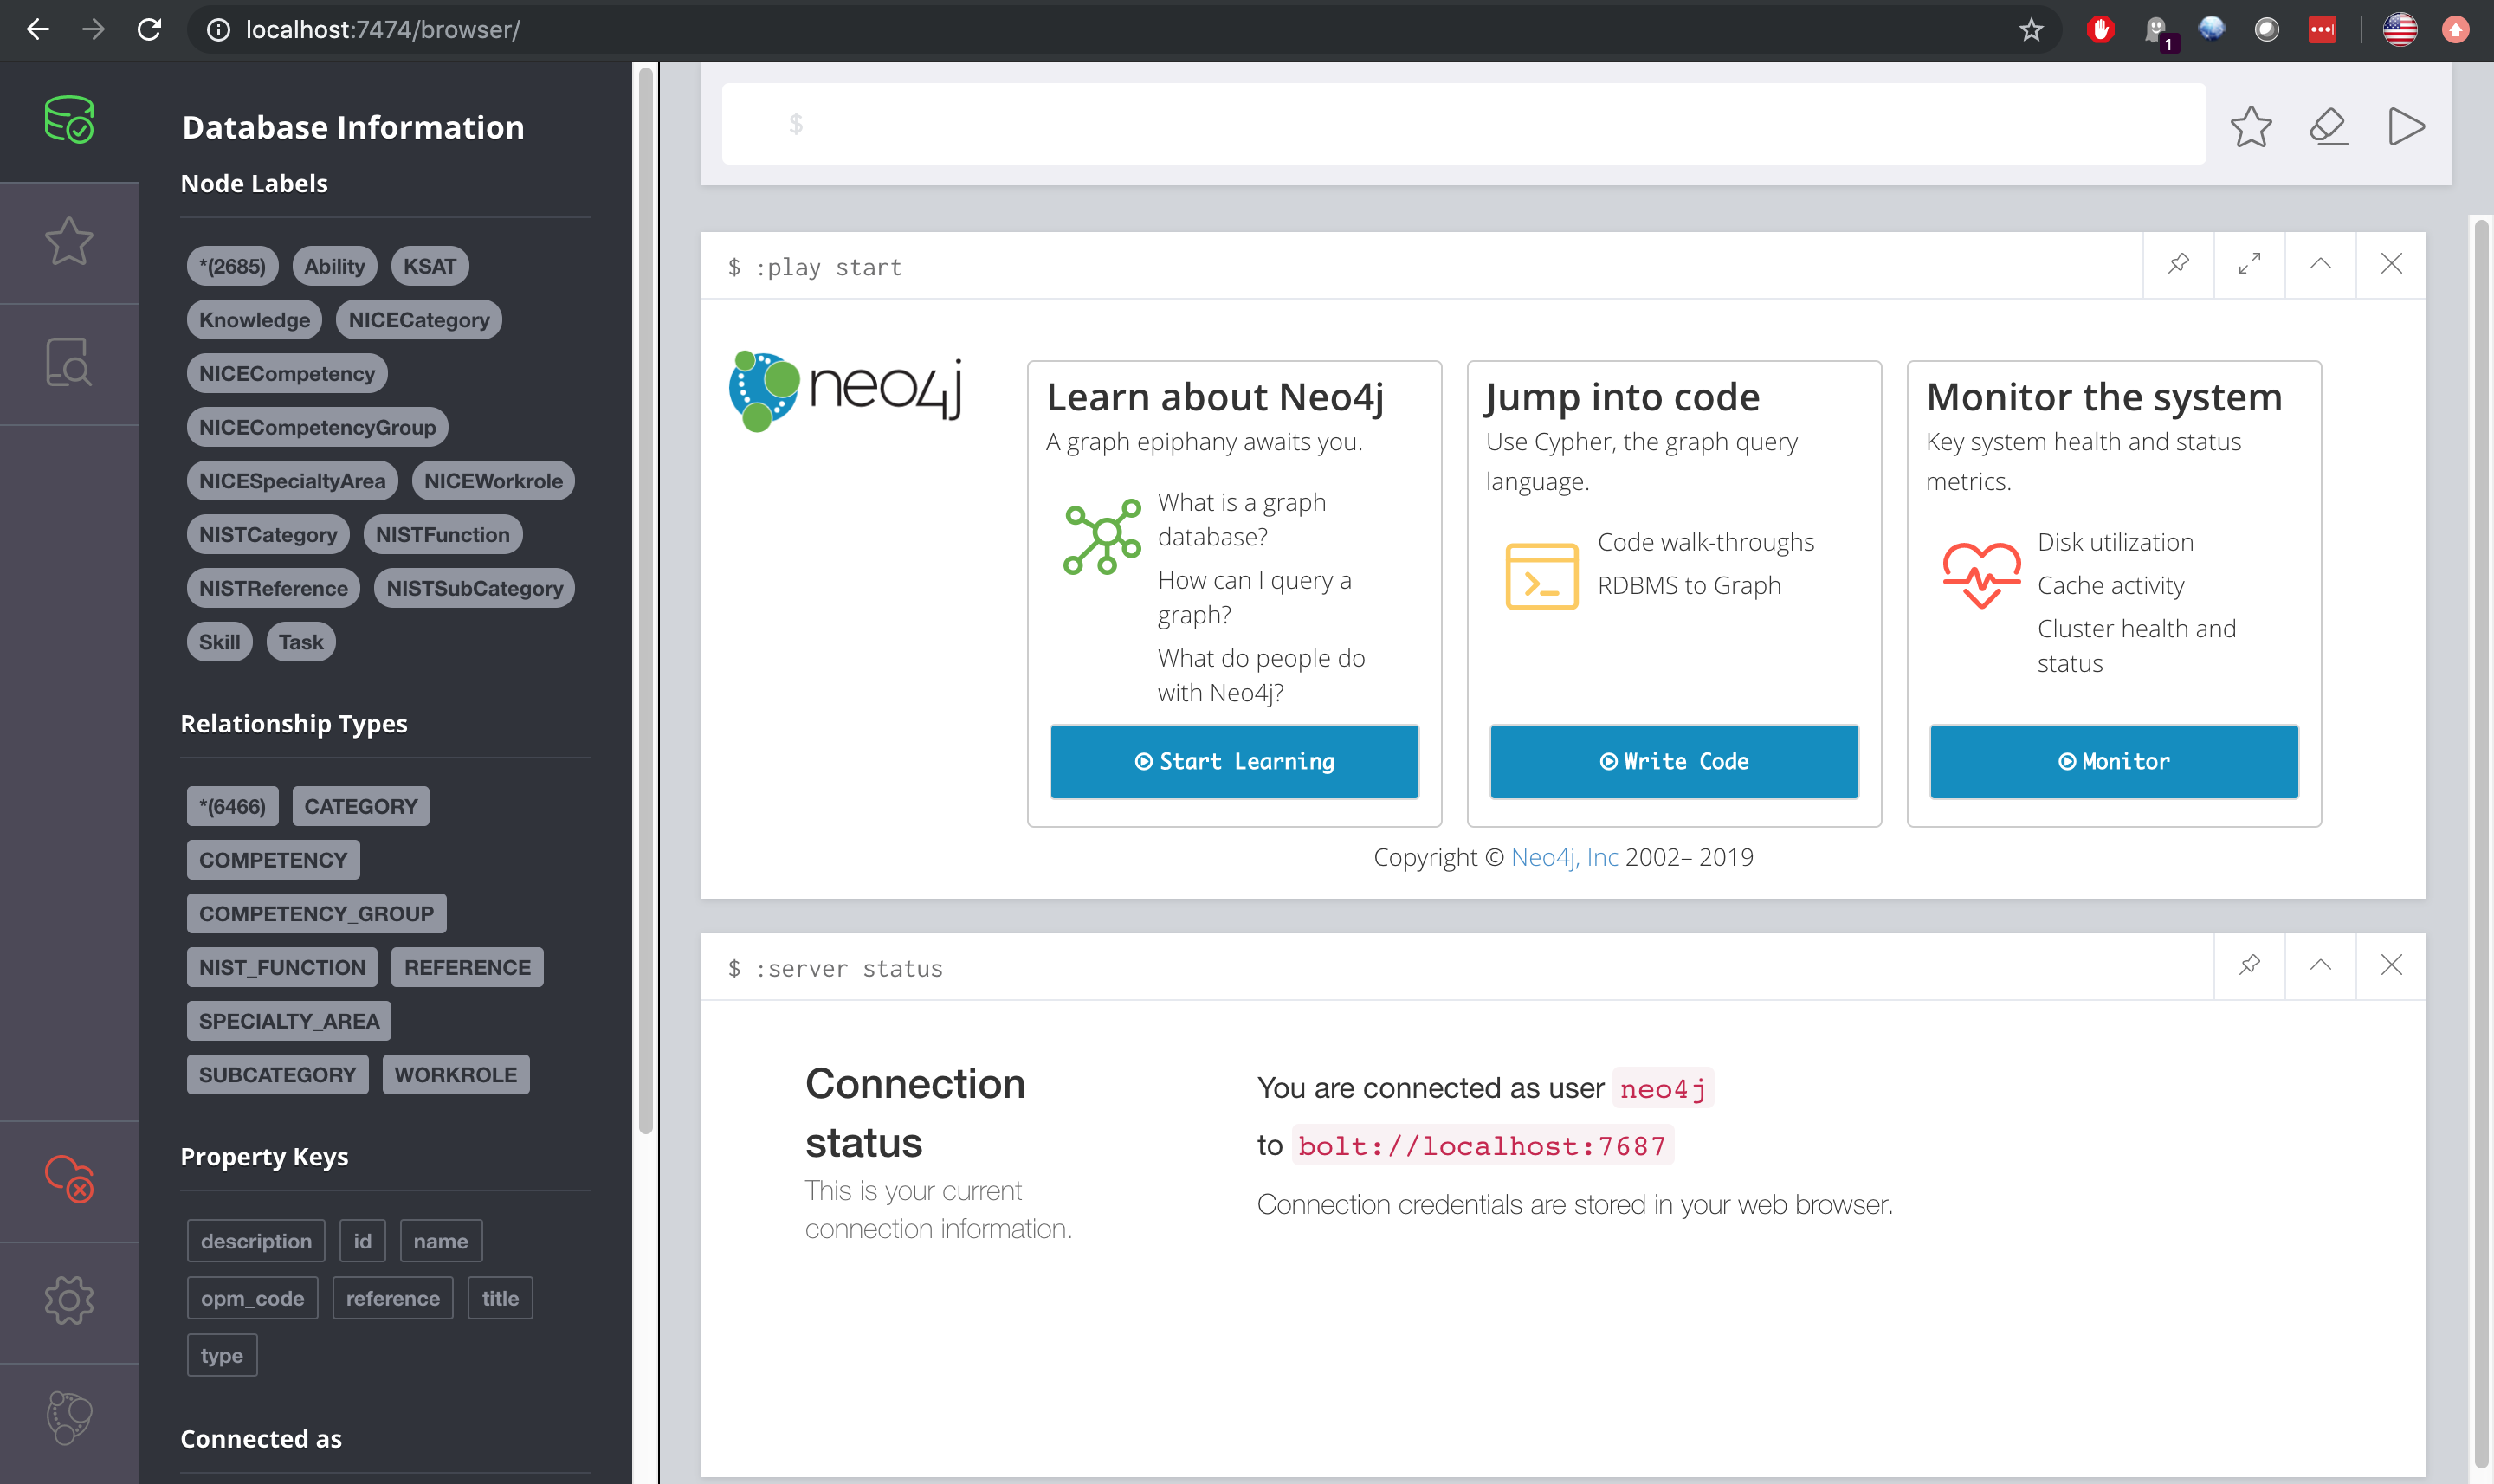 localhost:7474/browser/
1
Database Information
Node Labels
*(2685) Ability KSAT
Knowledge NICECategory
NICECompetency
NICECompetencyGroup
NICESpecialtyArea NICEWorkrole
NISTCategory NISTFunction
NISTReference NISTSubCategory
Skill Task
Relationship Types
*(6466) CATEGORY
COMPETENCY
COMPETENCY_GROUP
NIST_FUNCTION REFERENCE
SPECIALTY_AREA
SUBCATEGORY WORKROLE
Property Keys
description id name
opm_code reference title
type
Connected as
$
$ :play start
neo4j
Learn about Neo4j
A graph epiphany awaits you.
What is a graph
database?
How can I query a
graph?
What do people do
with Neo4j?
Start Learning
Jump into code
Use Cypher, the graph query
language.
Code walk-throughs
RDBMS to Graph
Write Code
Monitor the system
Key system health and status
metrics.
Disk utilization
Cache activity
Cluster health and
status
Monitor
Copyright © Neo4j, Inc 2002– 2019
$ :server status
Connection
status
This is your current
connection information.
You are connected as user neo4j
to bolt://localhost:7687
Connection credentials are stored in your web browser.